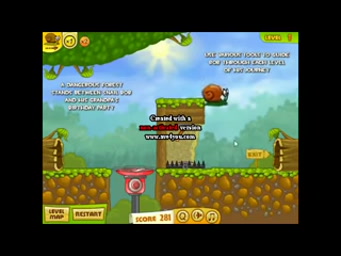 LEVEL 1
USE VARIOUS TOOLS TO GUIDE
BOB THROUGH EACH LEVEL
OF HIS JOURNEY
A DANGEROUS FOREST
STANDS BETWEEN SNAIL BOB
AND HIS GRANDPA'S
BIRTHDAY PARTY
Created with a
version
EXIT
LEVEL
MAP
RESTART
SCORE 281